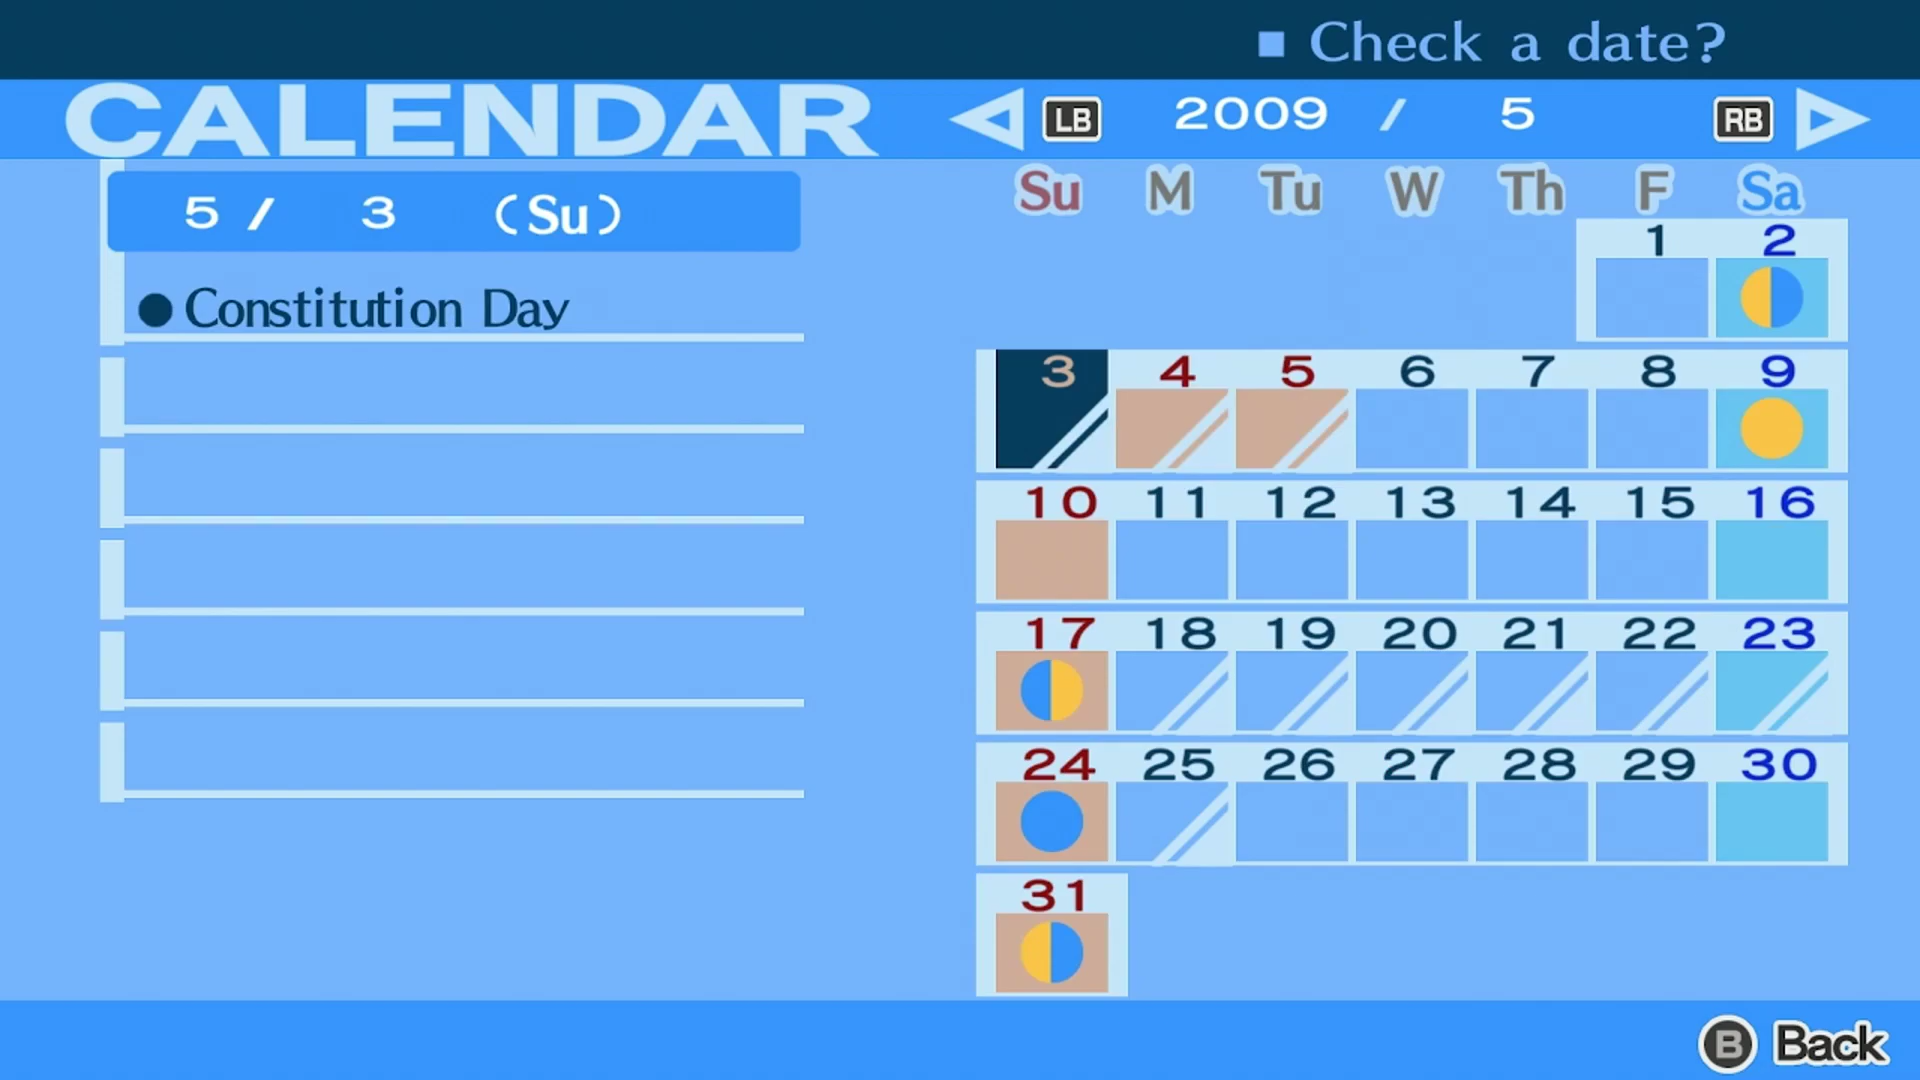 ■ Check a date?
CALENDAR
LB 2009 / 5 RB
5 / 3 (Su)
● Constitution Day
Su M Tu W Th F Sa
1 2
3 4 5 6 7 8 9
10 11 12 13 14 15 16
17 18 19 20 21 22 23
24 25 26 27 28 29 30
31
B Back